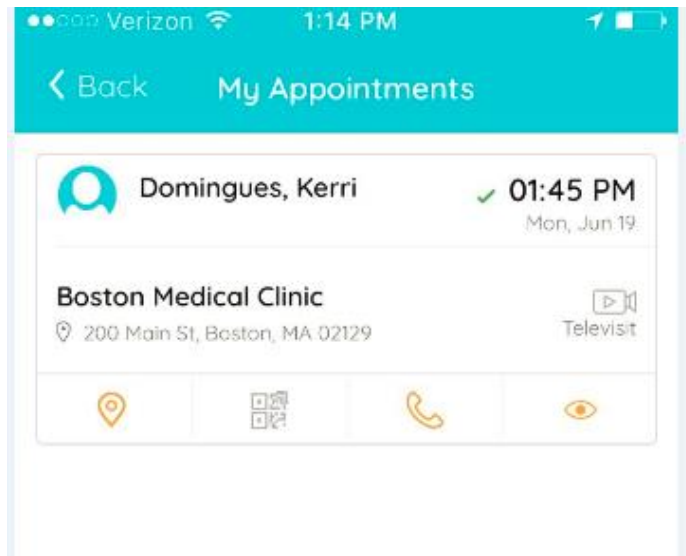 Verizon 1:14 PM
Back My Appointments
Domingues, Kerri 01:45 PM
Mon, Jun 19
Boston Medical Clinic
200 Main St, Boston, MA 02129
Televisit